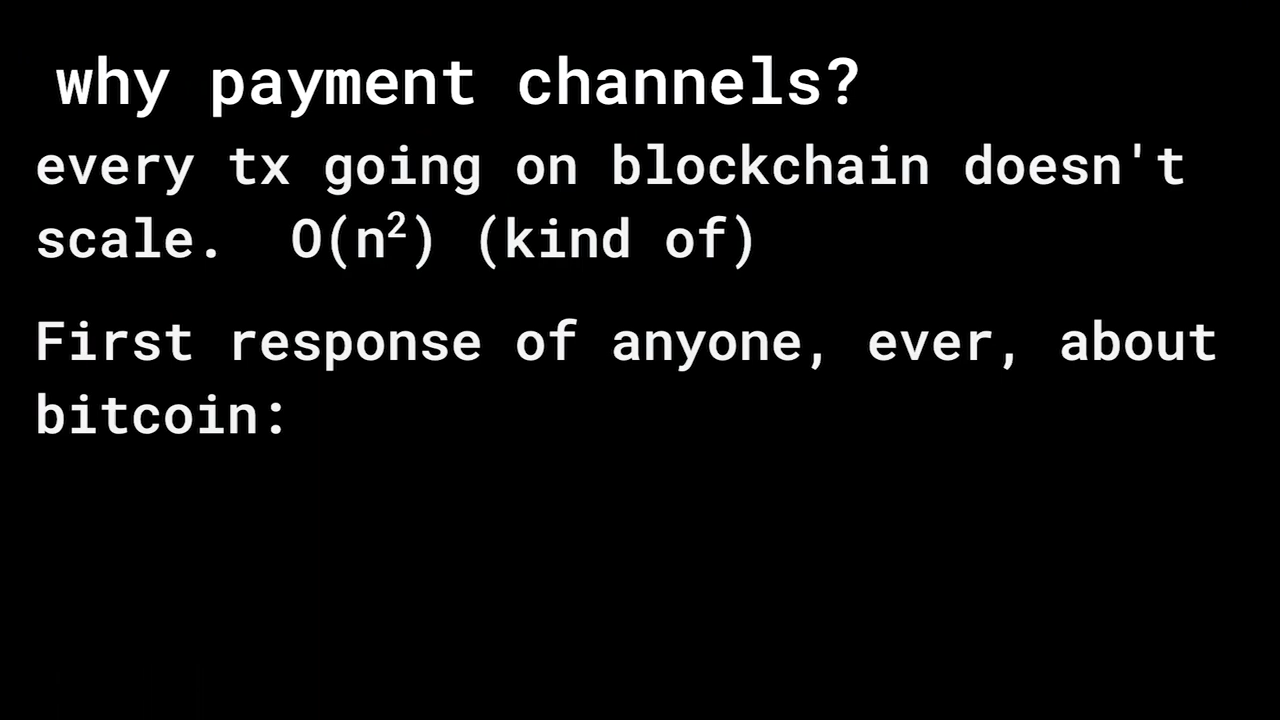 why payment channels?
every tx going on blockchain doesn't
scale.  O(n²) (kind of)
First response of anyone, ever, about
bitcoin: